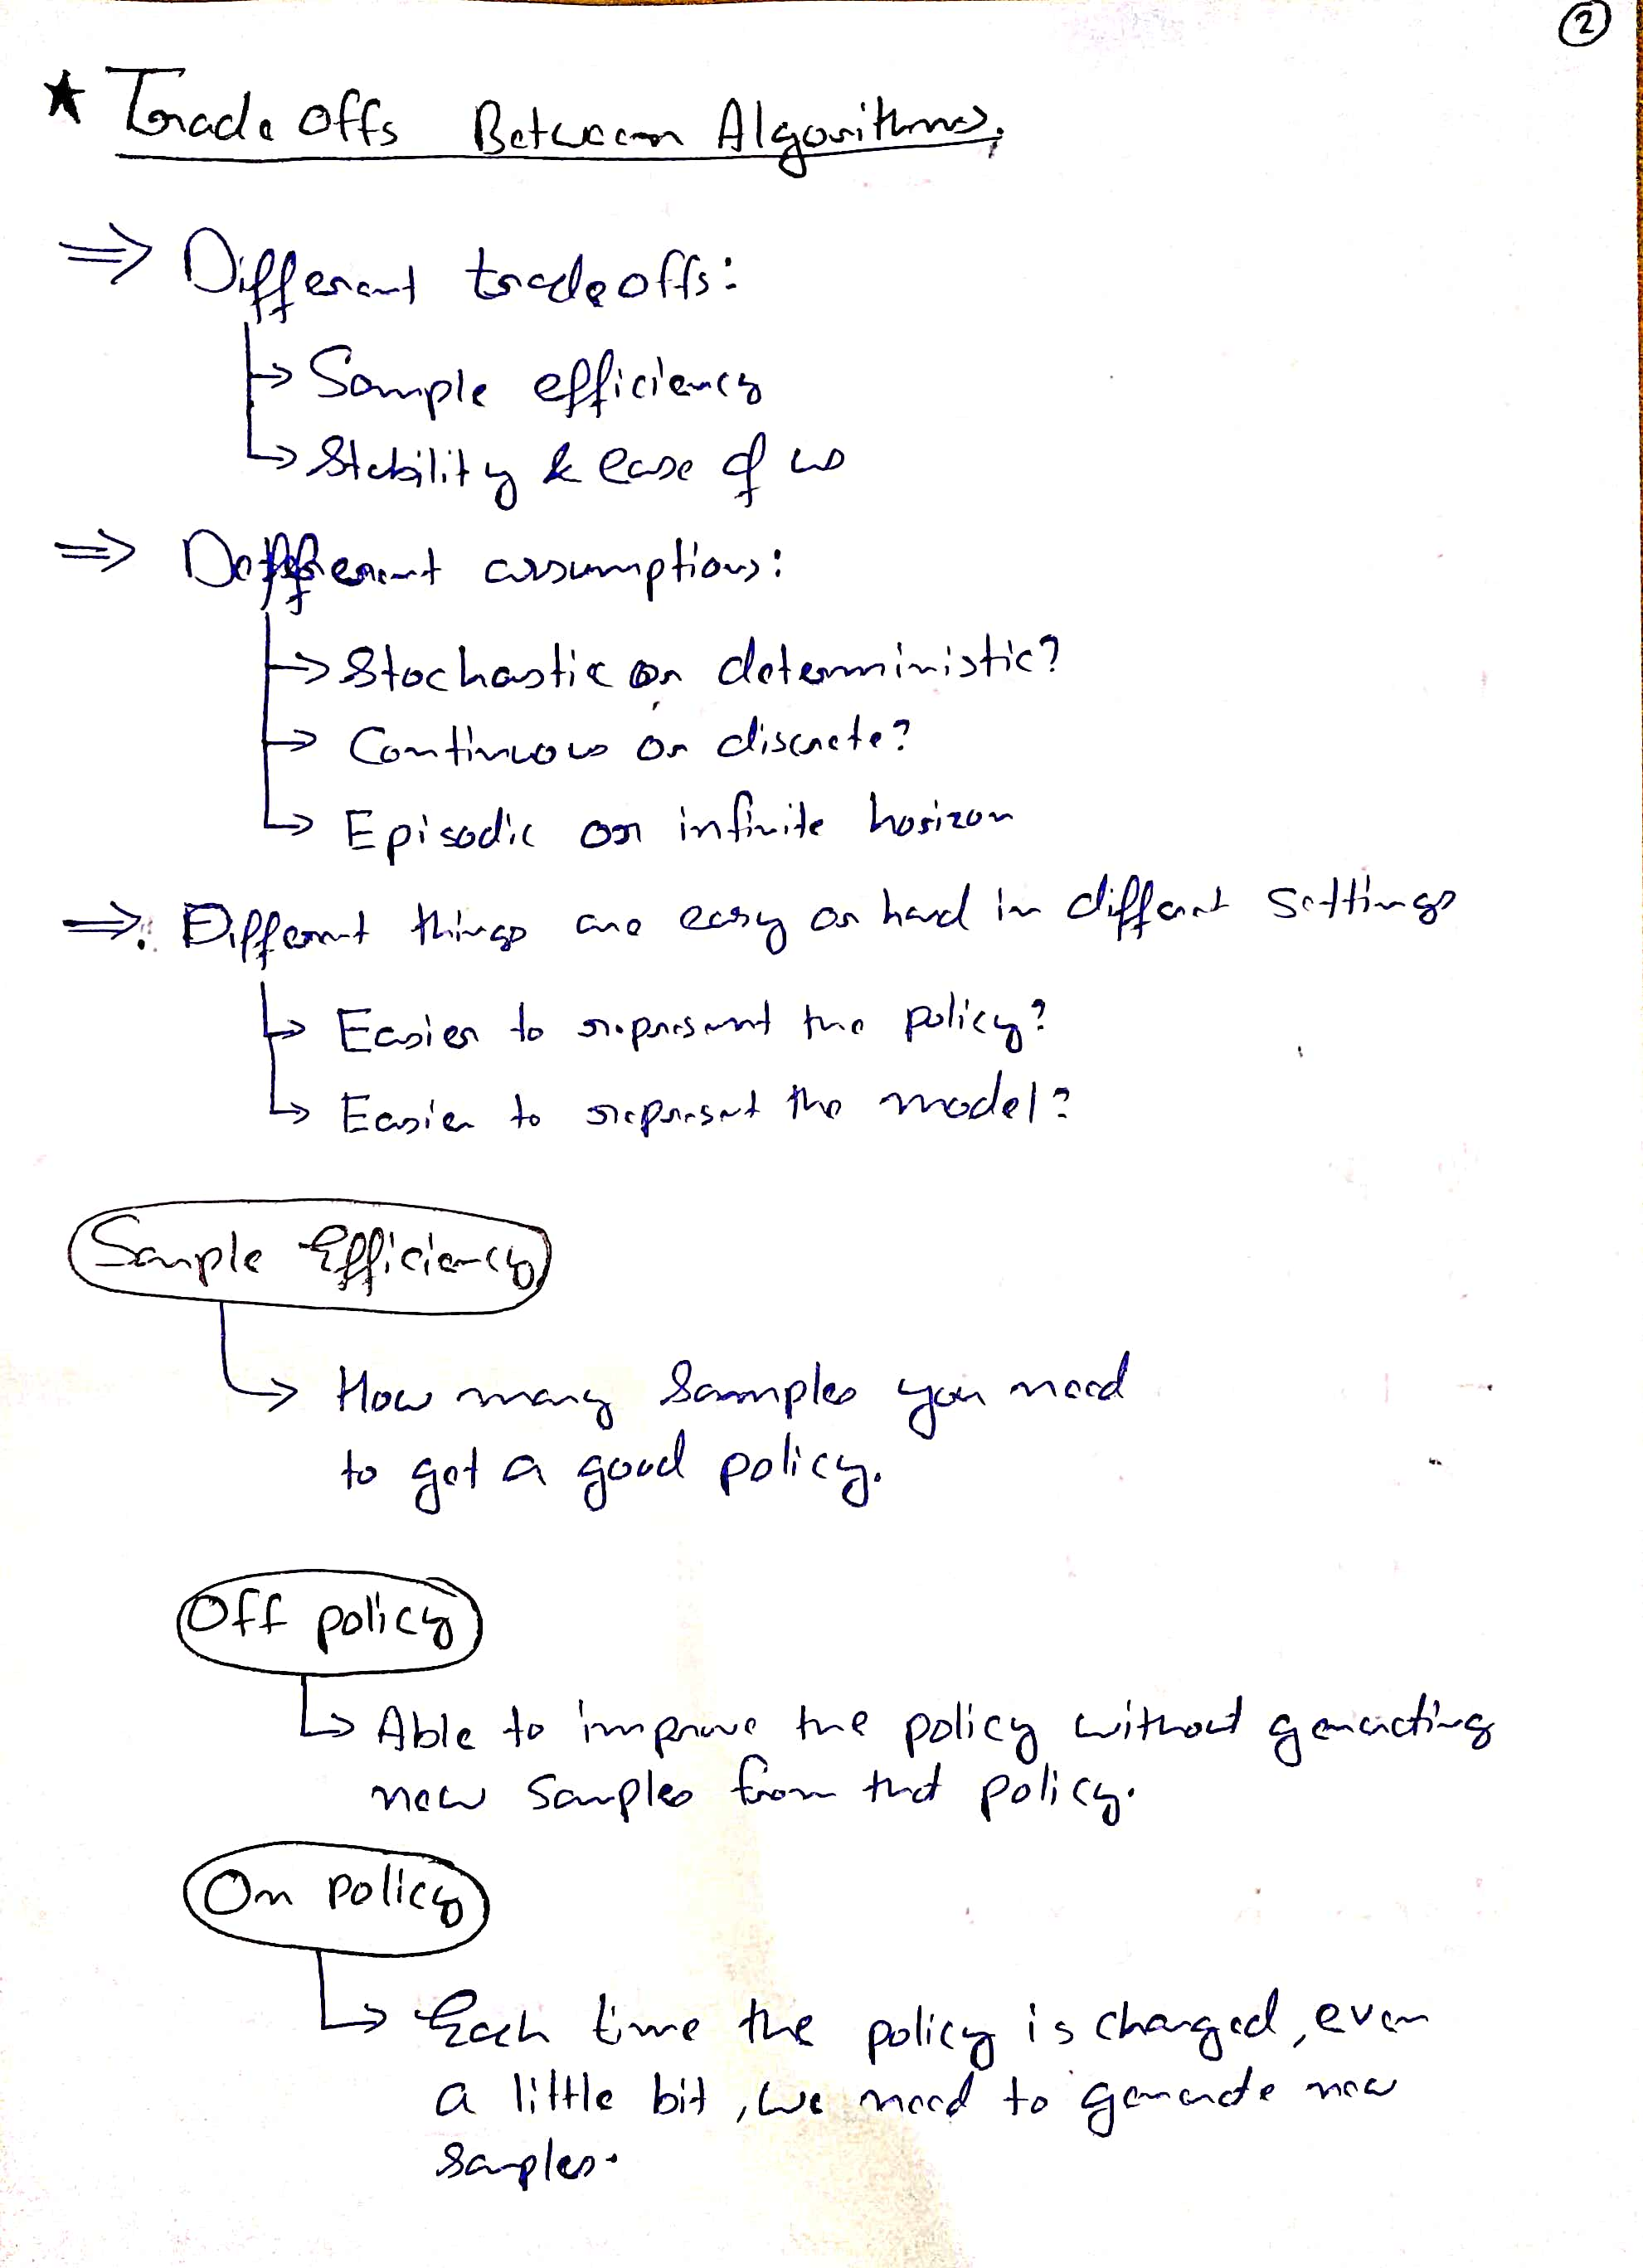 ②
★ Trade Offs Between Algorithms.
⇒ Different tradeoffs:
↳ Sample efficiency
↳ Stability & ease of us
⇒ Different assumptions:
↳ Stochastic or deterministic?
↳ Continuous or discrete?
↳ Episodic or infinite horizon
⇒ Different things are easy or hard in different settings
↳ Easier to represent the policy?
↳ Easier to represent the model?
Sample Efficiency
↳ How many samples you need
to get a good policy.
Off policy
↳ Able to improve the policy without generating
new samples from that policy.
On policy
↳ Each time the policy is changed, even
a little bit, we need to generate new
samples.